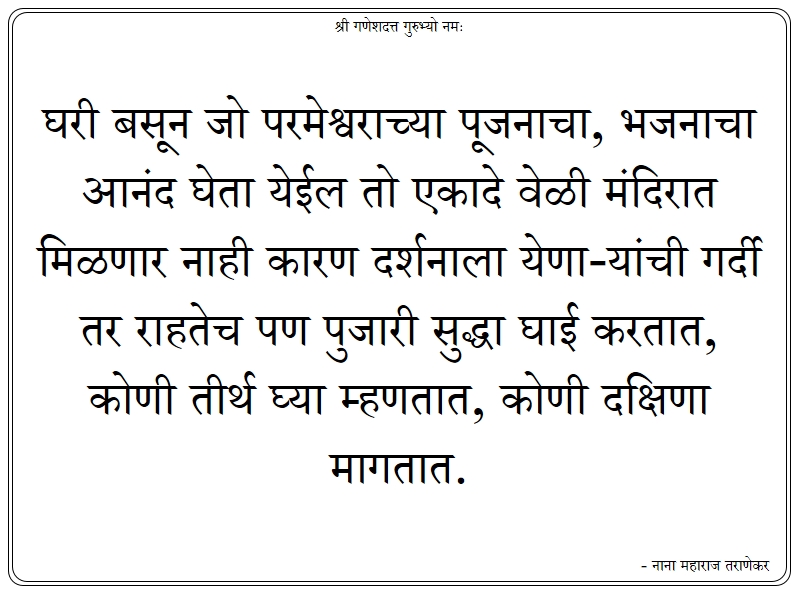 श्री गणेशदत्त गुरुभ्यो नमः
घरी बसून जो परमेश्वराच्या पूजनाचा, भजनाचा
आनंद घेता येईल तो एकादे वेळी मंदिरात
मिळणार नाही कारण दर्शनाला येणा-यांची गर्दी
तर राहतेच पण पुजारी सुद्धा घाई करतात,
कोणी तीर्थ घ्या म्हणतात, कोणी दक्षिणा
मागतात.
- नाना महाराज तराणेकर